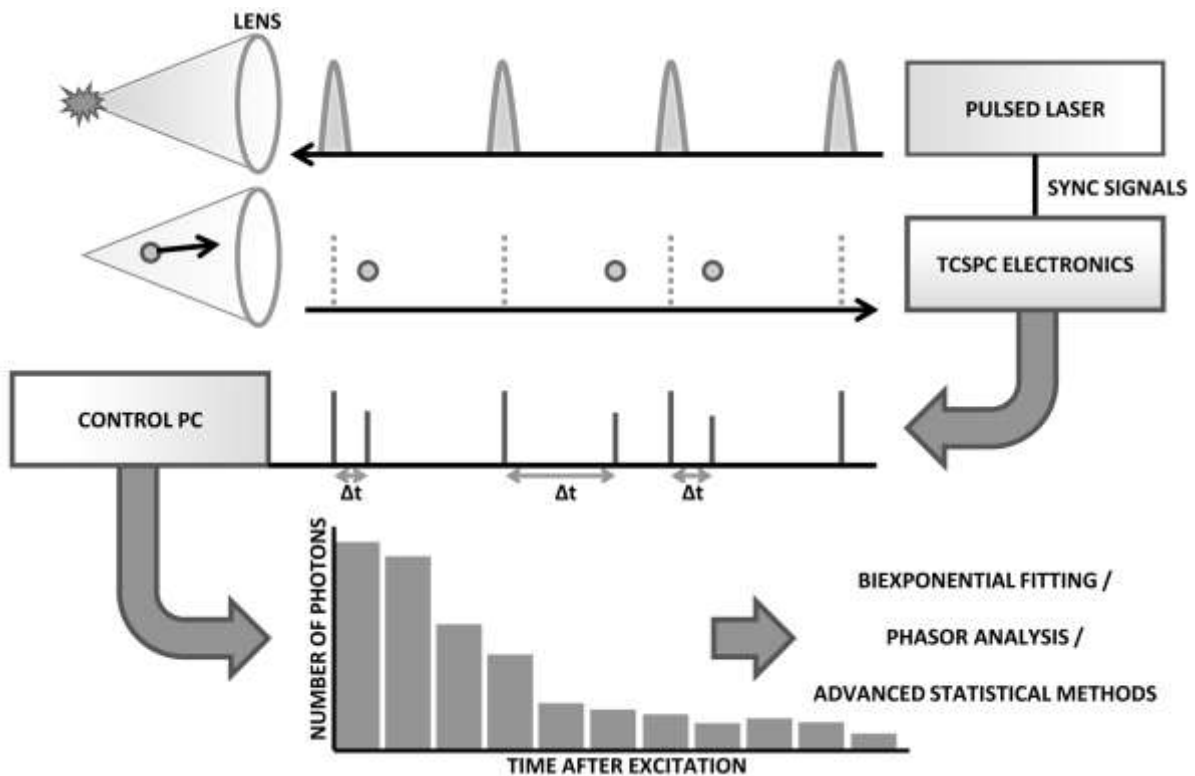 LENS
PULSED LASER
SYNC SIGNALS
TCSPC ELECTRONICS
CONTROL PC
Δt
Δt
Δt
NUMBER OF PHOTONS
BIEXPONENTIAL FITTING /
PHASOR ANALYSIS /
ADVANCED STATISTICAL METHODS
TIME AFTER EXCITATION